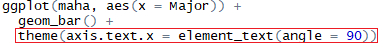 ggplot(maha, aes(x = Major)) +
geom_bar() +
theme(axis.text.x = element_text(angle = 90))